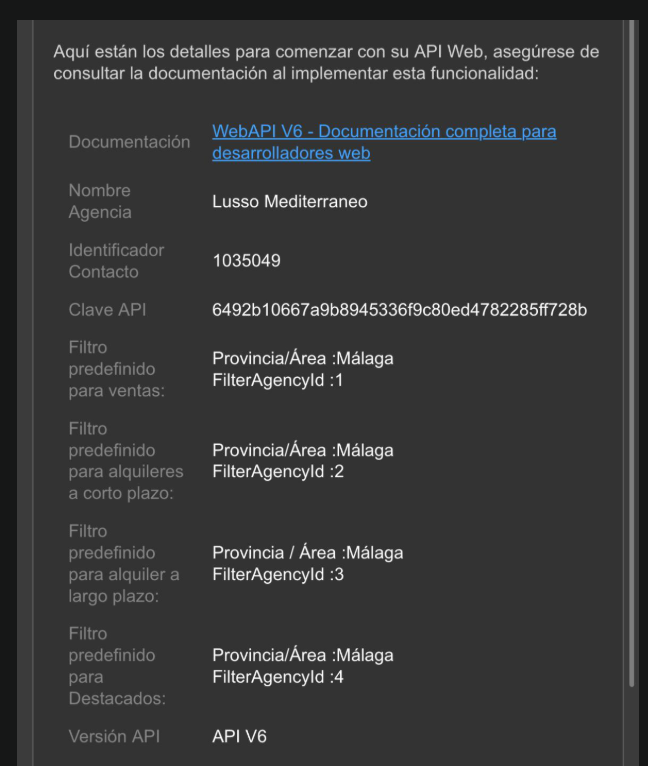 Aquí están los detalles para comenzar con su API Web, asegúrese de
consultar la documentación al implementar esta funcionalidad:
Documentación
WebAPI V6 - Documentación completa para
desarrolladores web
Nombre
Agencia
Lusso Mediterraneo
Identificador
Contacto
1035049
Clave API
6492b10667a9b8945336f9c80ed4782285ff728b
Filtro
predefinido
para ventas:
Provincia/Área :Málaga
FilterAgencyId :1
Filtro
predefinido
para alquileres
a corto plazo:
Provincia/Área :Málaga
FilterAgencyId :2
Filtro
predefinido
para alquiler a
largo plazo:
Provincia / Área :Málaga
FilterAgencyId :3
Filtro
predefinido
para
Destacados:
Provincia/Área :Málaga
FilterAgencyId :4
Versión API
API V6